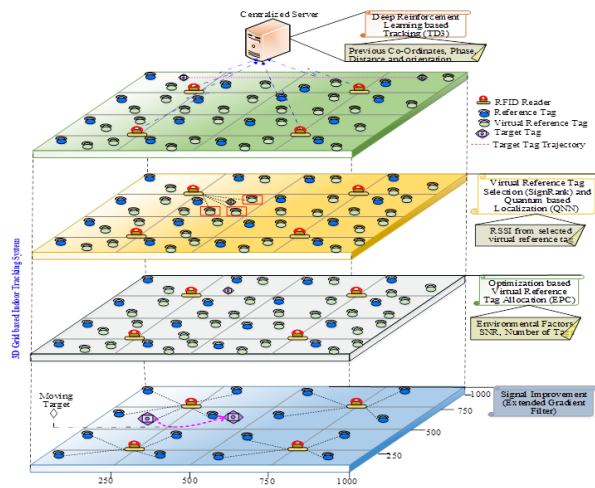 Centralized Server
Deep Reinforcement
Learning based
Tracking (TD3)
Previous Co-Ordinates, Phase,
Distance and orientation
RFID Reader
Reference Tag
Virtual Reference Tag
Target Tag
Target Tag Trajectory
Virtual Reference Tag
Selection (SignRank) and
Quantum based
Localization (QNN)
RSSI from selected
virtual reference tag
3D Grid based Indoor Tracking System
Optimization based
Virtual Reference
Tag Allocation (EPC)
Environmental Factors
SNR, Number of
Moving
Target
Signal Improvement
(Extended Gradient
Filter)
1000
750
500
250
250
500
750
1000